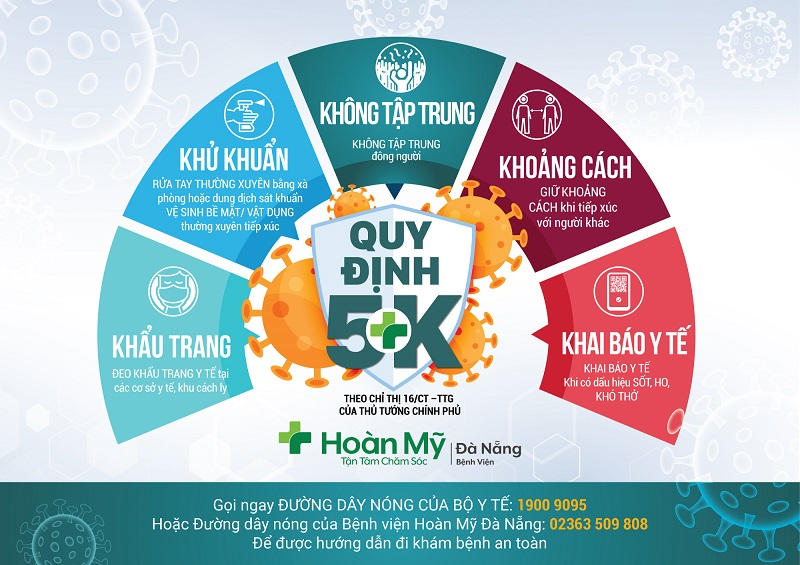 KHẨU TRANG
ĐEO KHẨU TRANG Y TẾ tại
các cơ sở y tế, khu cách ly
KHỬ KHUẨN
RỬA TAY THƯỜNG XUYÊN bằng xà
phòng hoặc dung dịch sát khuẩn
VỆ SINH BỀ MẶT/ VẬT DỤNG
thường xuyên tiếp xúc
KHÔNG TẬP TRUNG
KHÔNG TẬP TRUNG
đông người
KHOẢNG CÁCH
GIỮ KHOẢNG
CÁCH khi tiếp xúc
với người khác
KHAI BÁO Y TẾ
KHAI BÁO Y TẾ
Khi có dấu hiệu SỐT, HO,
KHÓ THỞ
QUY
ĐỊNH
5K
THEO CHỈ THỊ 16/CT –TTG
CỦA THỦ TƯỚNG CHÍNH PHỦ
Hoàn Mỹ
Tận Tâm Chăm Sóc
Đà Nẵng
Bệnh Viện
Gọi ngay ĐƯỜNG DÂY NÓNG CỦA BỘ Y TẾ: 1900 9095
Hoặc Đường dây nóng của Bệnh viện Hoàn Mỹ Đà Nẵng: 02363 509 808
Để được hướng dẫn đi khám bệnh an toàn